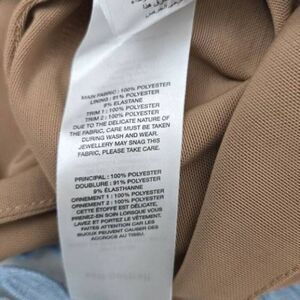 MAIN FABRIC : 100% POLYESTER
LINING : 91% POLYESTER
9% ELASTANE
TRIM 1 : 100% POLYESTER
TRIM 2 : 100% POLYESTER
DUE TO THE DELICATE NATURE OF
THE FABRIC, CARE MUST BE TAKEN
DURING WASH AND WEAR.
JEWELLERY MAY SNAG THIS
FABRIC, PLEASE TAKE CARE.
PRINCIPAL : 100% POLYESTER
DOUBLURE : 91% POLYESTER
9% ÉLASTHANNE
ORNEMENT 1 : 100% POLYESTER
ORNEMENT 2 : 100% POLYESTER
CETTE ÉTOFFE EST DÉLICATE,
PRENEZ-EN SOIN LORSQUE VOUS
LAVEZ ET PORTEZ LE VÊTEMENT.
FAITES ATTENTION CAR LES
BIJOUX PEUVENT CAUSER DES
ACCROCS AU TISSU.